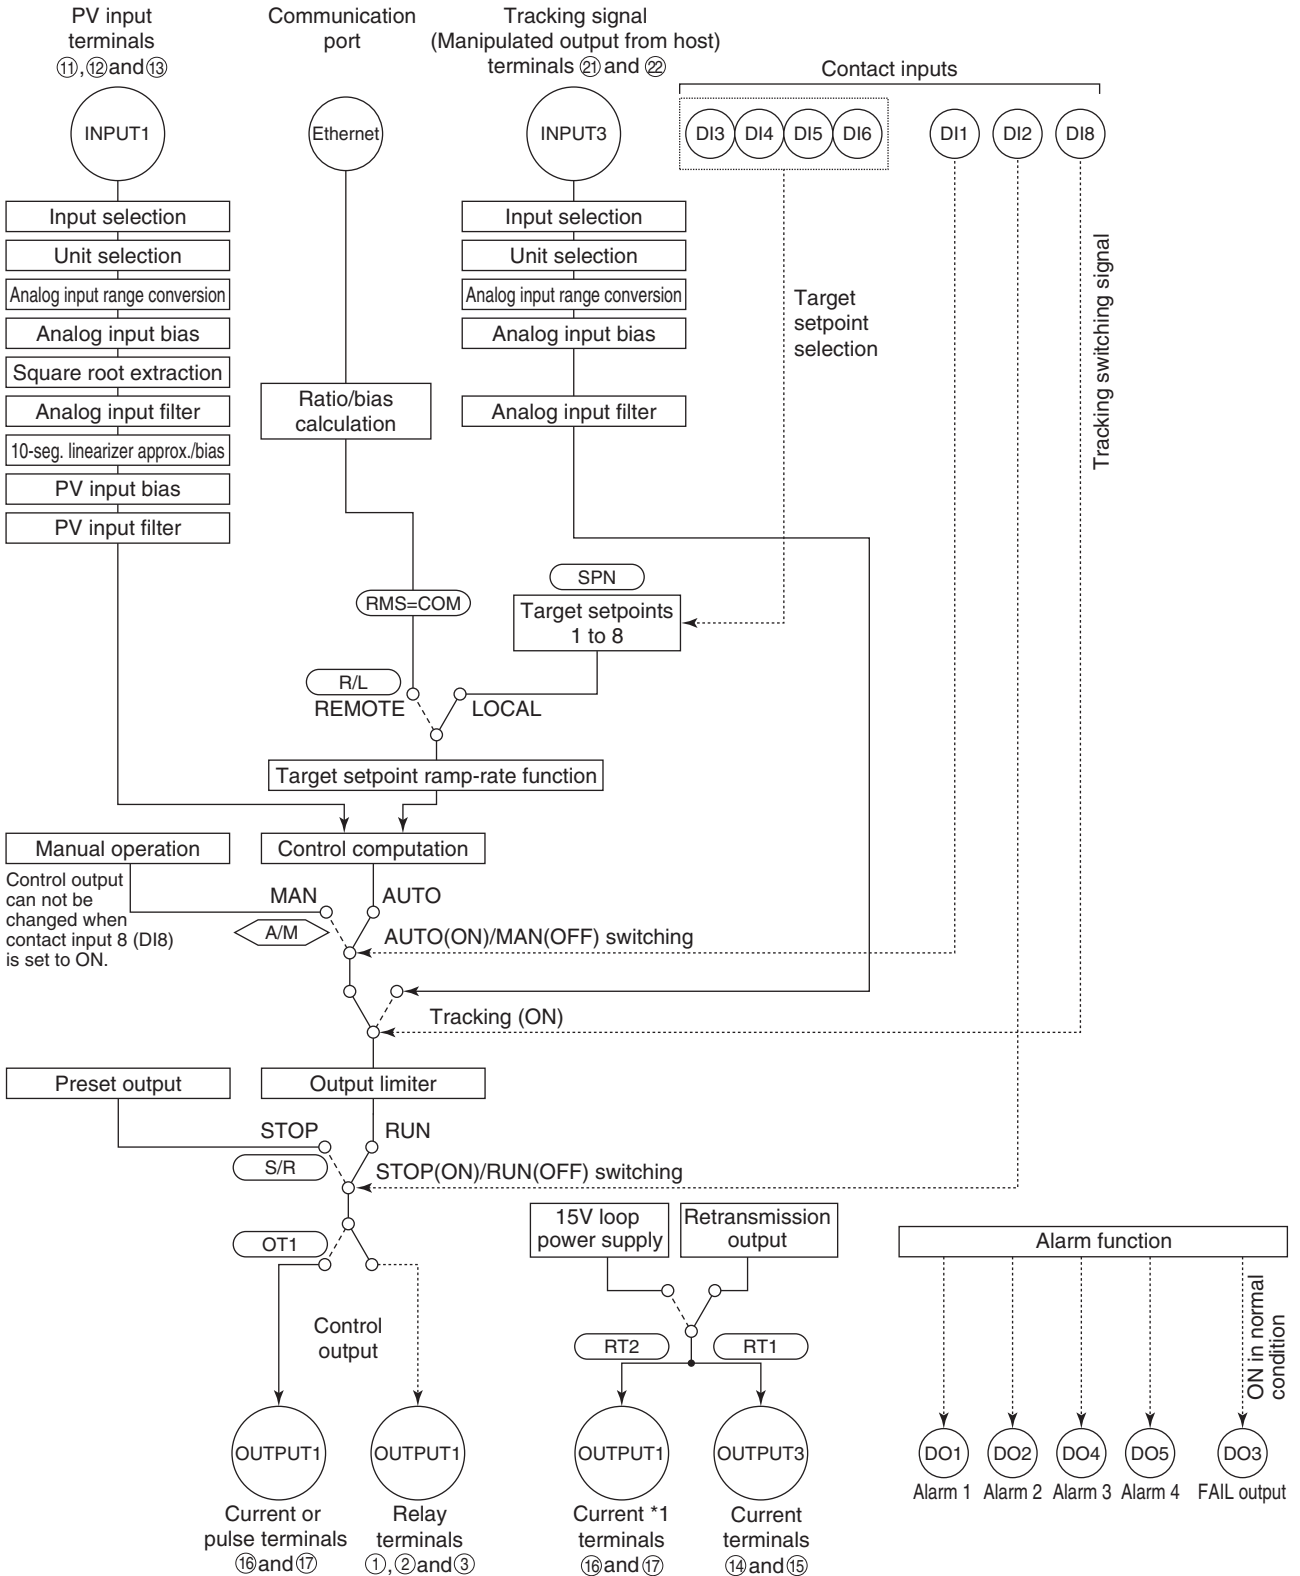 PV input
terminals
⑪,⑫and⑬
Communication
port
Tracking signal
(Manipulated output from host)
terminals ㉑ and ㉒
Contact inputs
INPUT1
Ethernet
INPUT3
DI3
DI4
DI5
DI6
DI1
DI2
DI8
Input selection
Unit selection
Analog input range conversion
Analog input bias
Square root extraction
Analog input filter
10-seg. linearizer approx./bias
PV input bias
PV input filter
Ratio/bias
calculation
Input selection
Unit selection
Analog input range conversion
Analog input bias
Analog input filter
Target
setpoint
selection
Tracking switching signal
RMS=COM
SPN
Target setpoints
1 to 8
R/L
REMOTE
LOCAL
Target setpoint ramp-rate function
Manual operation
Control computation
Control output
can not be
changed when
contact input 8 (DI8)
is set to ON.
MAN
AUTO
A/M
AUTO(ON)/MAN(OFF) switching
Tracking (ON)
Preset output
Output limiter
STOP
RUN
S/R
STOP(ON)/RUN(OFF) switching
OT1
Control
output
15V loop
power supply
Retransmission
output
RT2
RT1
Alarm function
ON in normal
condition
OUTPUT1
OUTPUT1
OUTPUT1
OUTPUT3
DO1
DO2
DO4
DO5
DO3
Alarm 1
Alarm 2
Alarm 3
Alarm 4
FAIL output
Current or
pulse terminals
⑯and⑰
Relay
terminals
①,②and③
Current *1
terminals
⑯and⑰
Current
terminals
⑭and⑮